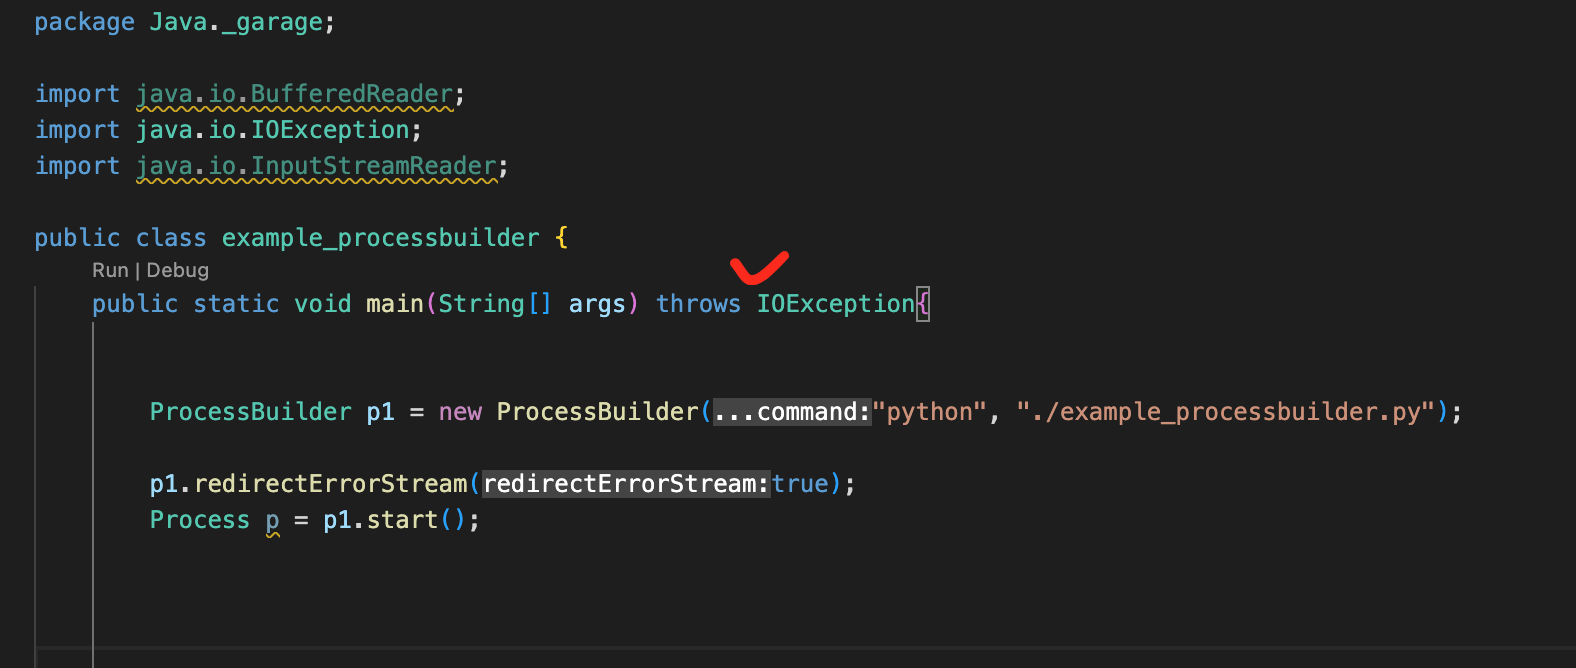 package Java._garage;
import java.io.BufferedReader;
import java.io.IOException;
import java.io.InputStreamReader;
public class example_processbuilder {
Run | Debug
public static void main(String[] args) throws IOException{
ProcessBuilder p1 = new ProcessBuilder(...command:"python", "./example_processbuilder.py");
p1.redirectErrorStream(redirectErrorStream:true);
Process p = p1.start();